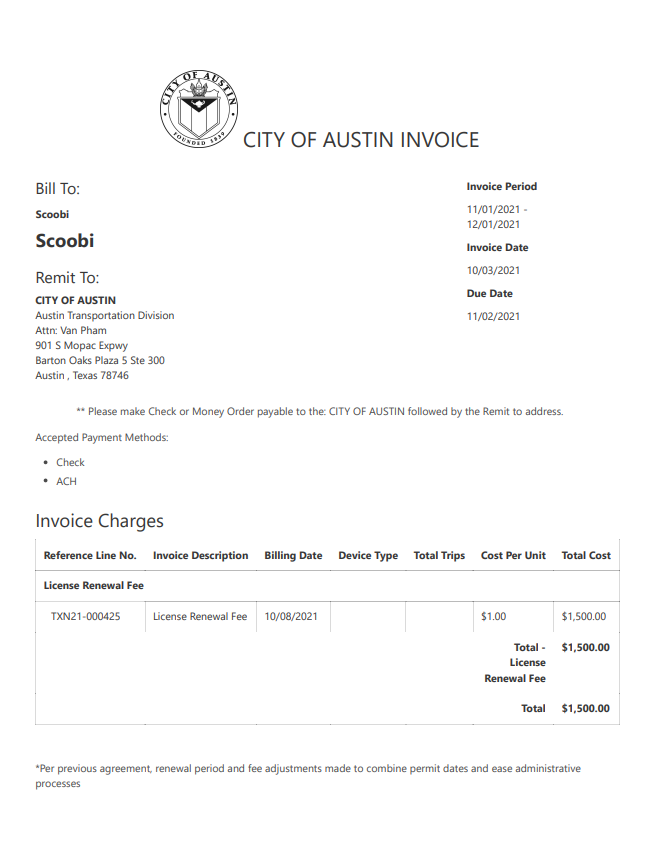 CITY OF AUSTIN
FOUNDED 1839
CITY OF AUSTIN INVOICE
Bill To:
Scoobi
Scoobi
Remit To:
CITY OF AUSTIN
Austin Transportation Division
Attn: Van Pham
901 S Mopac Expwy
Barton Oaks Plaza 5 Ste 300
Austin , Texas 78746
Invoice Period
11/01/2021 -
12/01/2021
Invoice Date
10/03/2021
Due Date
11/02/2021
** Please make Check or Money Order payable to the: CITY OF AUSTIN followed by the Remit to address.
Accepted Payment Methods:
• Check
• ACH
Invoice Charges
Reference Line No. Invoice Description Billing Date Device Type Total Trips Cost Per Unit Total Cost
License Renewal Fee
TXN21-000425 License Renewal Fee 10/08/2021 $1.00 $1,500.00
Total - $1,500.00
License
Renewal Fee
Total $1,500.00
*Per previous agreement, renewal period and fee adjustments made to combine permit dates and ease administrative
processes